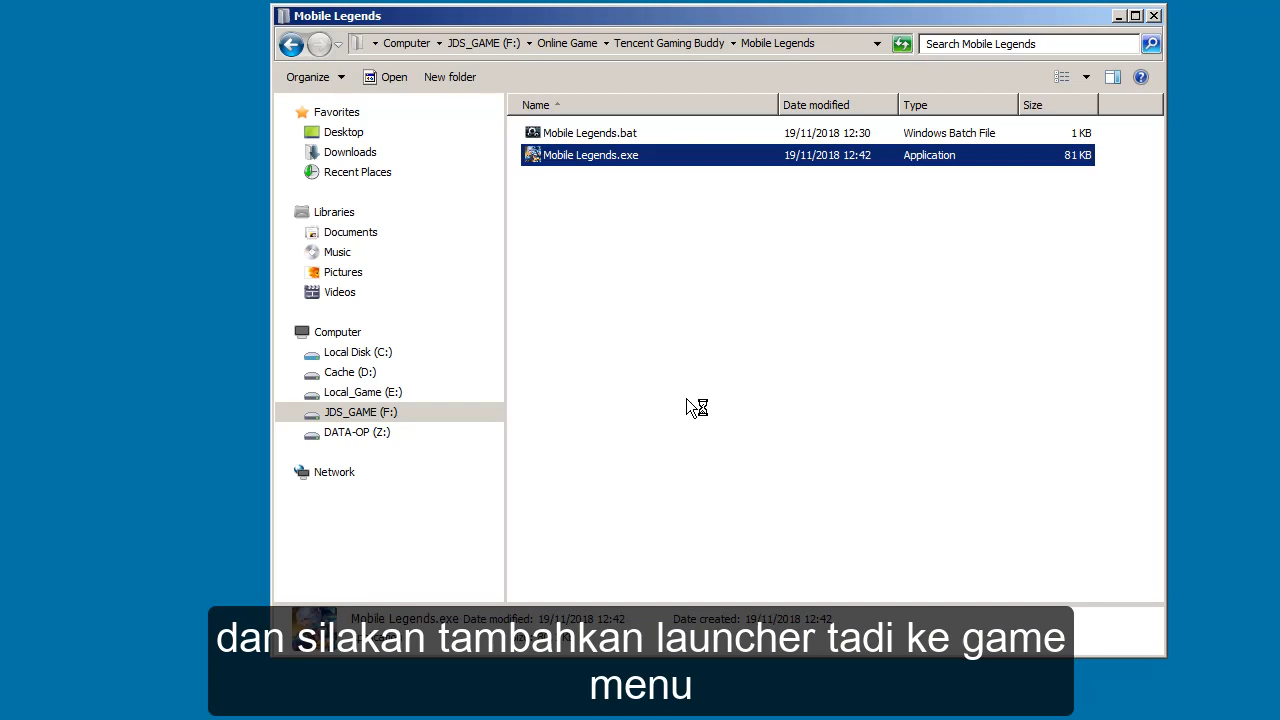 Mobile Legends
Computer JDS_GAME (F:) Online Game Tencent Gaming Buddy Mobile Legends
Search Mobile Legends
Organize Open New folder
Name Date modified Type Size
Mobile Legends.bat 19/11/2018 12:30 Windows Batch File 1 KB
Mobile Legends.exe 19/11/2018 12:42 Application 81 KB
Favorites
Desktop
Downloads
Recent Places
Libraries
Documents
Music
Pictures
Videos
Computer
Local Disk (C:)
Cache (D:)
Local_Game (E:)
JDS_GAME (F:)
DATA-OP (Z:)
Network
Mobile Legends.exe Date modified: 19/11/2018 12:42 Date created: 19/11/2018 12:42
dan silakan tambahkan launcher tadi ke game
menu